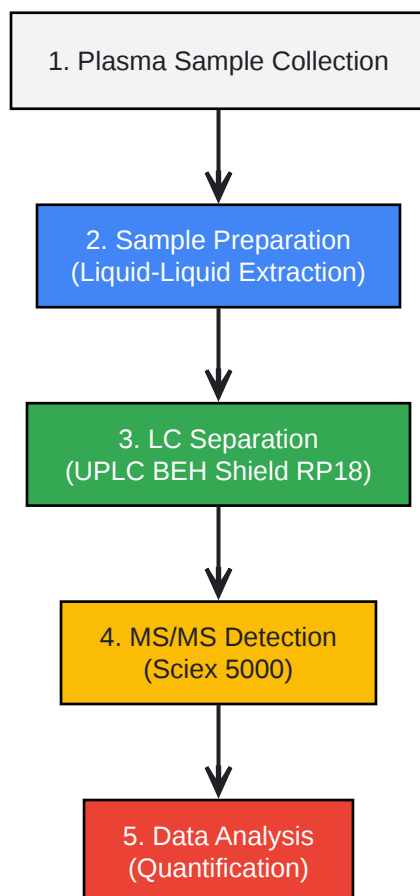 1. Plasma Sample Collection
2. Sample Preparation
(Liquid-Liquid Extraction)
3. LC Separation
(UPLC BEH Shield RP18)
4. MS/MS Detection
(Sciex 5000)
5. Data Analysis
(Quantification)